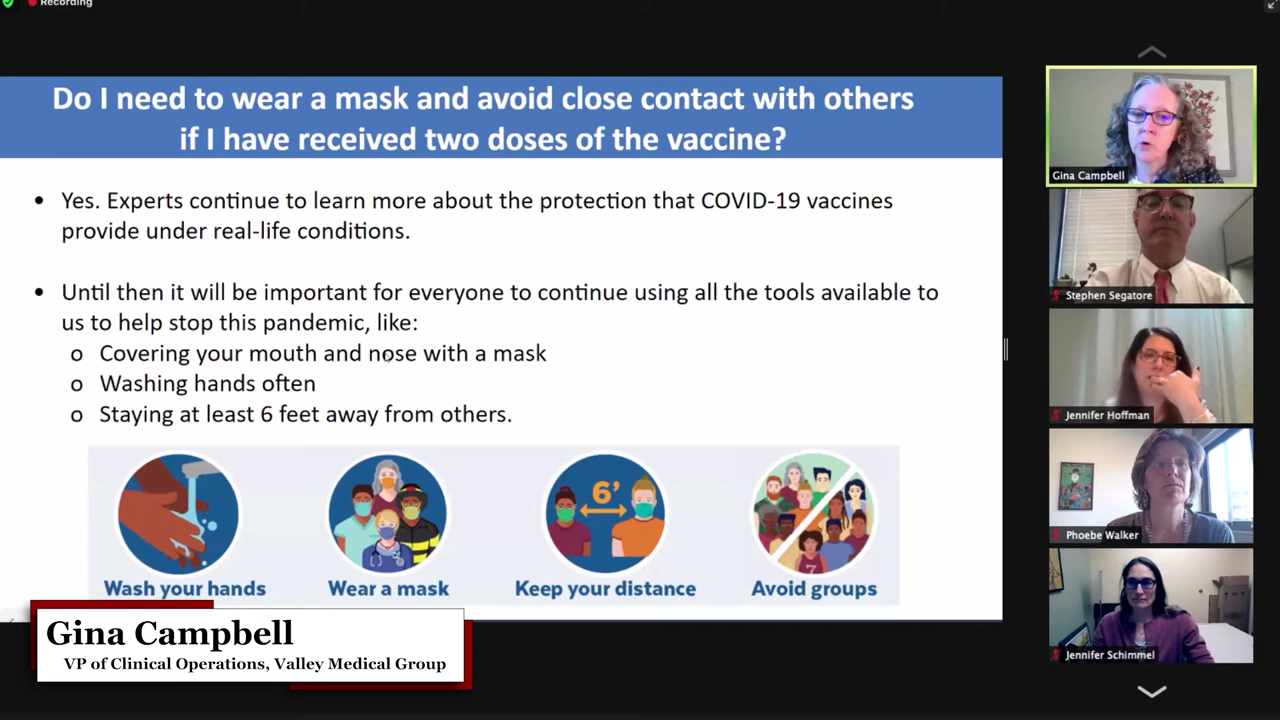 Recording
Do I need to wear a mask and avoid close contact with others
if I have received two doses of the vaccine?
• Yes. Experts continue to learn more about the protection that COVID-19 vaccines
provide under real-life conditions.
• Until then it will be important for everyone to continue using all the tools available to
us to help stop this pandemic, like:
o Covering your mouth and nose with a mask
o Washing hands often
o Staying at least 6 feet away from others.
6'
7
Wash your hands
Wear a mask
Keep your distance
Avoid groups
Gina Campbell
VP of Clinical Operations, Valley Medical Group
Gina Campbell
Stephen Segatore
Jennifer Hoffman
Phoebe Walker
Jennifer Schimmel